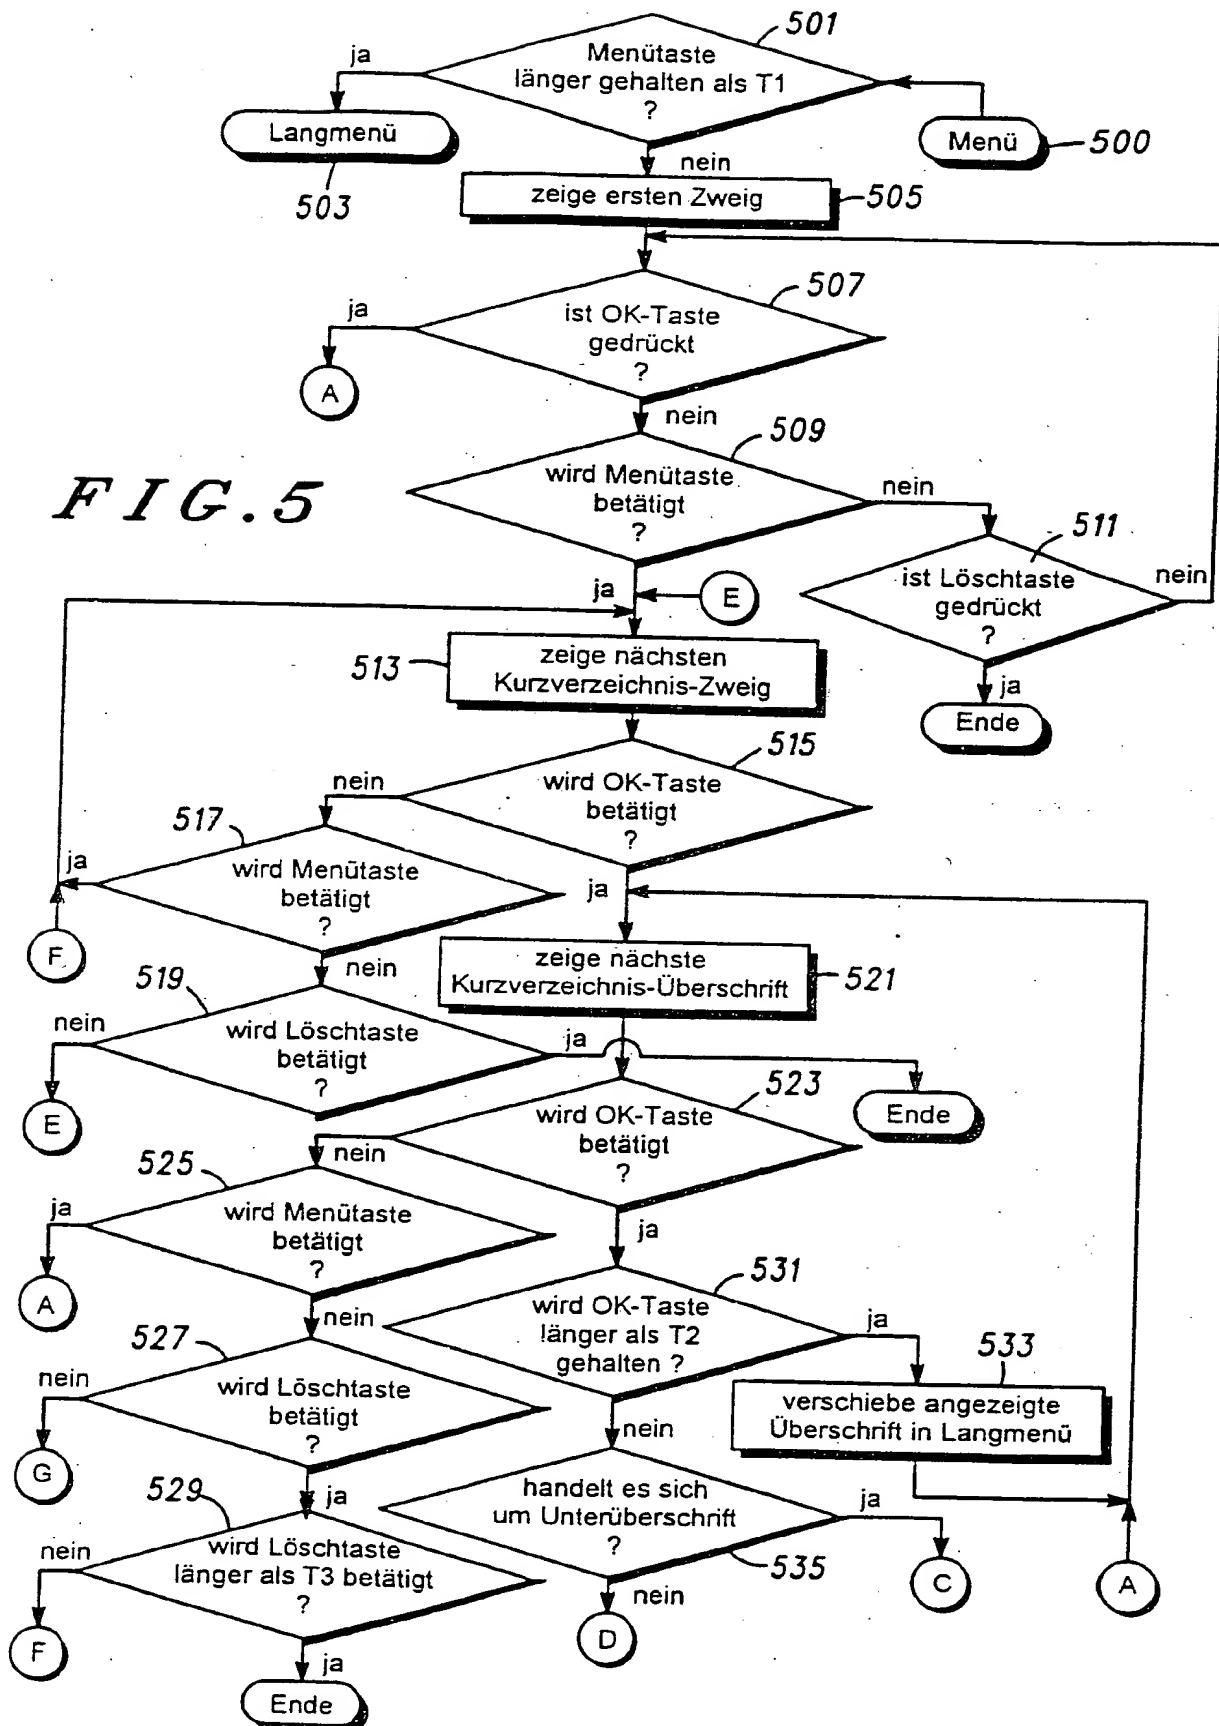 501
ja
Menütaste
länger gehalten als T1
?
Langmenü
Menü
500
503
nein
zeige ersten Zweig
505
507
ja
ist OK-Taste
gedrückt
?
A
nein
509
FIG.5
wird Menütaste
betätigt
?
nein
511
ist Löschtaste
gedrückt
?
nein
ja
E
ja
Ende
513
zeige nächsten
Kurzverzeichnis-Zweig
515
nein
wird OK-Taste
betätigt
?
517
ja
wird Menütaste
betätigt
?
ja
F
nein
zeige nächste
Kurzverzeichnis-Überschrift
521
519
nein
wird Löschtaste
betätigt
?
ja
E
Ende
523
wird OK-Taste
betätigt
?
nein
525
ja
wird Menütaste
betätigt
?
ja
A
nein
531
wird OK-Taste
länger als T2
gehalten ?
ja
527
nein
wird Löschtaste
betätigt
?
533
verschiebe angezeigte
Überschrift in Langmenü
nein
G
ja
529
handelt es sich
um Unterüberschrift
?
ja
535
nein
wird Löschtaste
länger als T3 betätigt
?
nein
C
A
F
D
ja
Ende